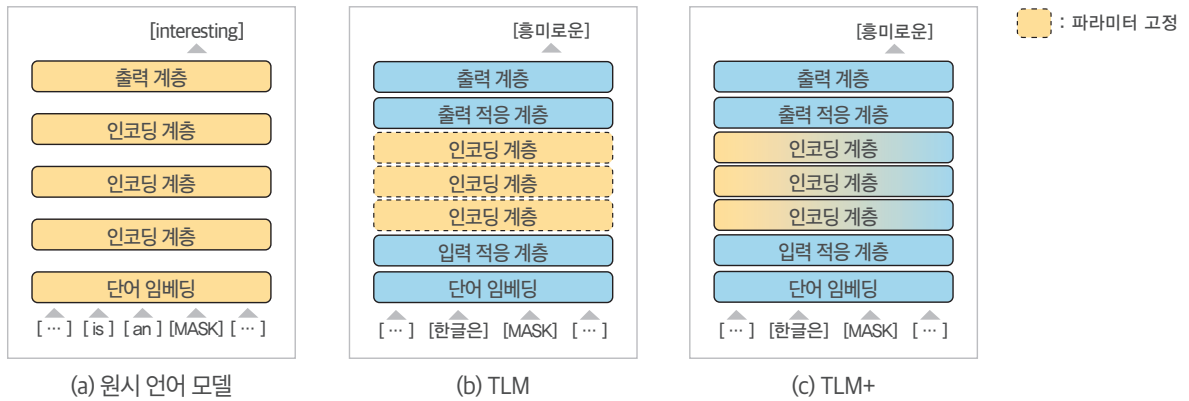 [interesting]
출력 계층
인코딩 계층
인코딩 계층
인코딩 계층
단어 임베딩
[ ··· ] [ is ] [ an ] [MASK] [ ··· ]
(a) 원시 언어 모델
[흥미로운]
출력 계층
출력 적응 계층
인코딩 계층
인코딩 계층
인코딩 계층
입력 적응 계층
단어 임베딩
[ ··· ] [한글은] [MASK] [ ··· ]
(b) TLM
[흥미로운]
출력 계층
출력 적응 계층
인코딩 계층
인코딩 계층
인코딩 계층
입력 적응 계층
단어 임베딩
[ ··· ] [한글은] [MASK] [ ··· ]
(c) TLM+
: 파라미터 고정